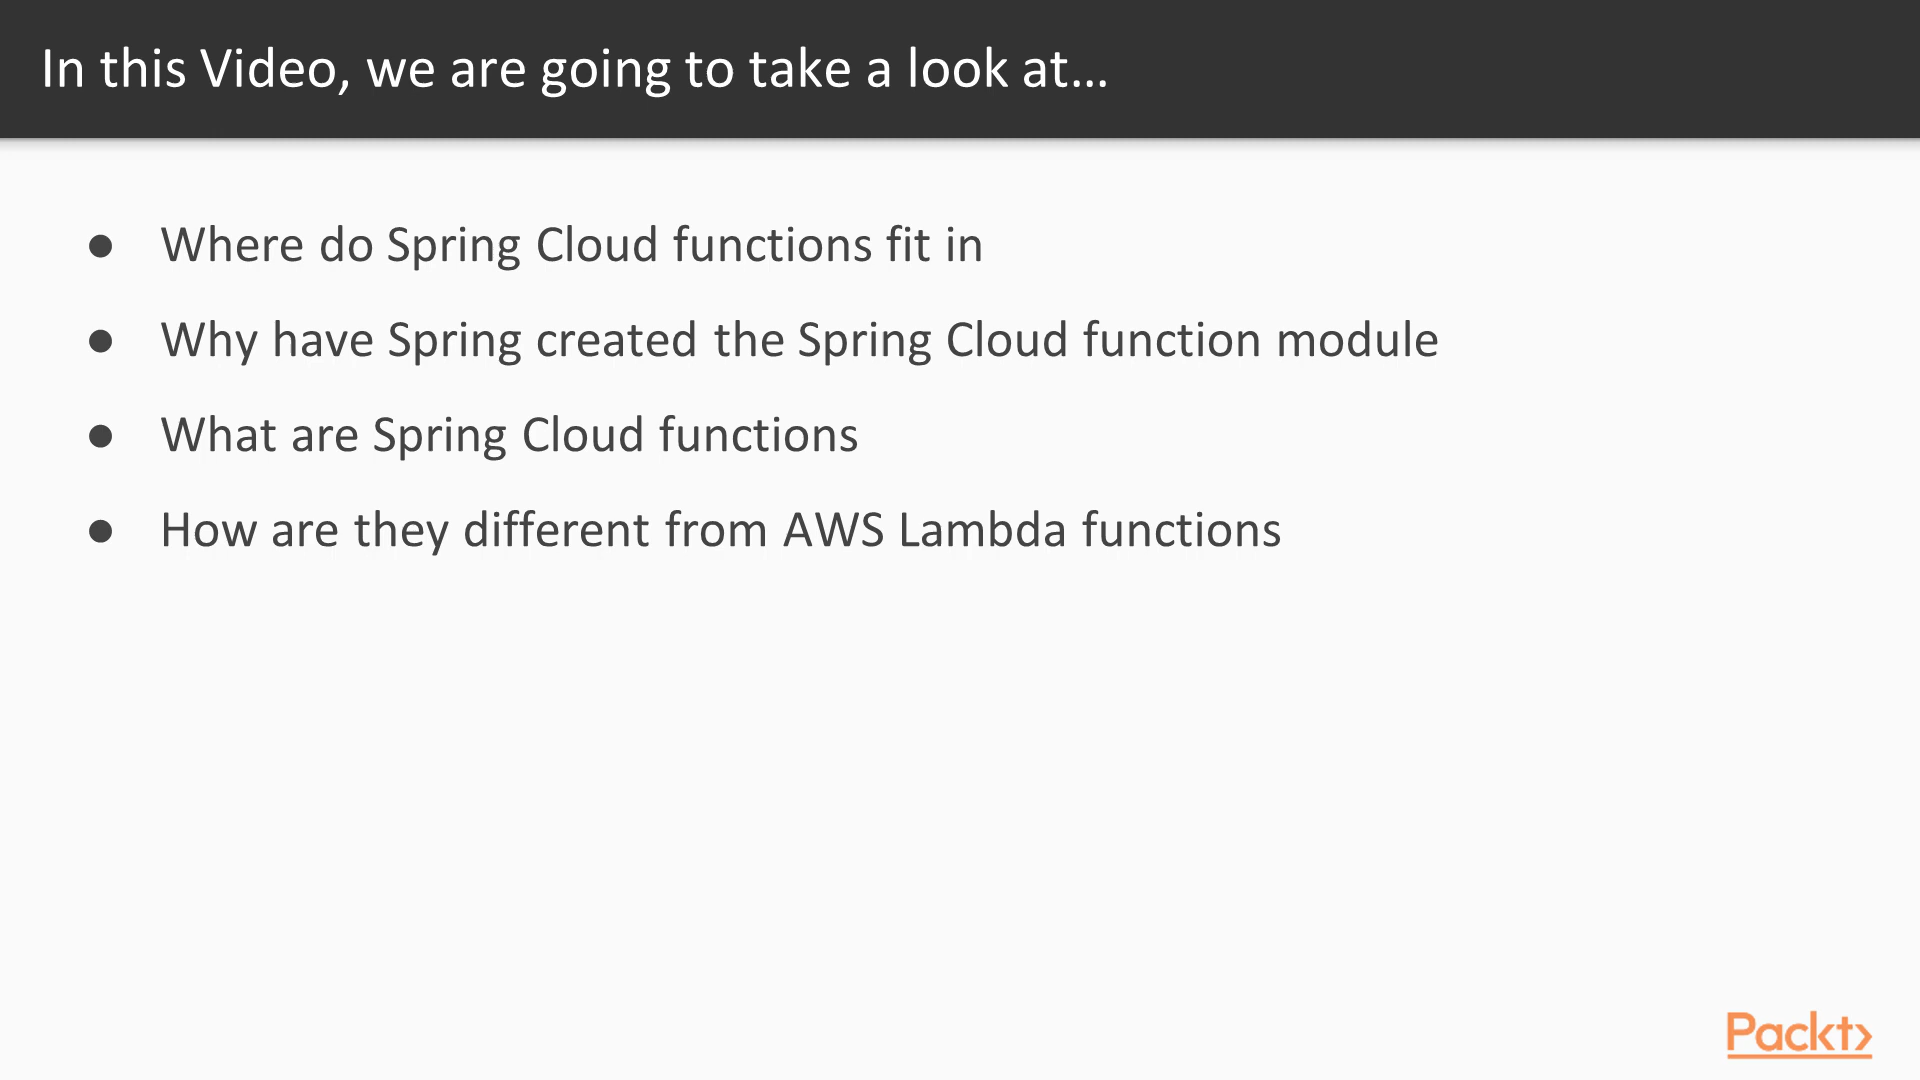 In this Video, we are going to take a look at...
● Where do Spring Cloud functions fit in
● Why have Spring created the Spring Cloud function module
● What are Spring Cloud functions
● How are they different from AWS Lambda functions
Packt>